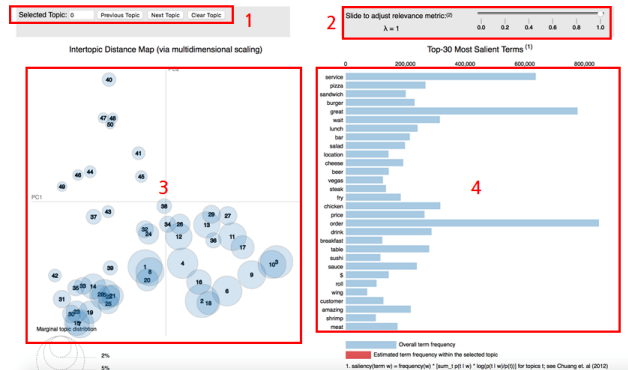 Selected Topic: 0 Previous Topic Next Topic Clear Topic
1
2
Slide to adjust relevance metric:(2)
λ = 1
0.0 0.2 0.4 0.6 0.8 1.0
Intertopic Distance Map (via multidimensional scaling)
PC1
40
47 48
50
41
46 44
45
49
3
38
37 43
29 27
34 26 13
32
24 12 36 11
17
42 39 1
8
20
4
10 3
9
16
6
2 18
14
31
19
25
21
Marginal topic distribution
2%
5%
Top-30 Most Salient Terms (1)
0 200,000 400,000 600,000 800,000
service
pizza
sandwich
burger
great
wait
lunch
bar
salad
location
cheese
beer
vegas
steak
fry
chicken
price
order
drink
breakfast
table
sushi
sauce
$
roll
wing
customer
amazing
shrimp
meat
4
Overall term frequency
Estimated term frequency within the selected topic
1. saliency(term w) = frequency(w) * [sum_t p(t | w) * log(p(t | w)/p(t))] for topics t; see Chuang et. al (2012)